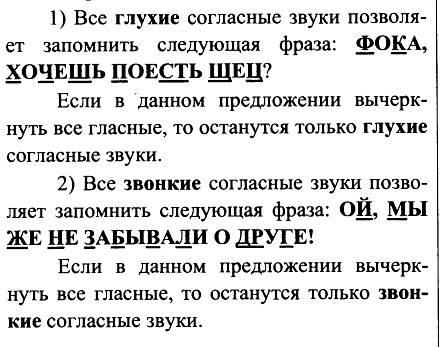 1) Все глухие согласные звуки позволя-
ет запомнить следующая фраза: ФОКА,
ХОЧЕШЬ ПОЕСТЬ ЩЕЦ?
Если в данном предложении вычерк-
нуть все гласные, то останутся только глухие
согласные звуки.
2) Все звонкие согласные звуки позво-
ляет запомнить следующая фраза: ОЙ, МЫ
ЖЕ НЕ ЗАБЫВАЛИ О ДРУГЕ!
Если в данном предложении вычерк-
нуть все гласные, то останутся только звон-
кие согласные звуки.